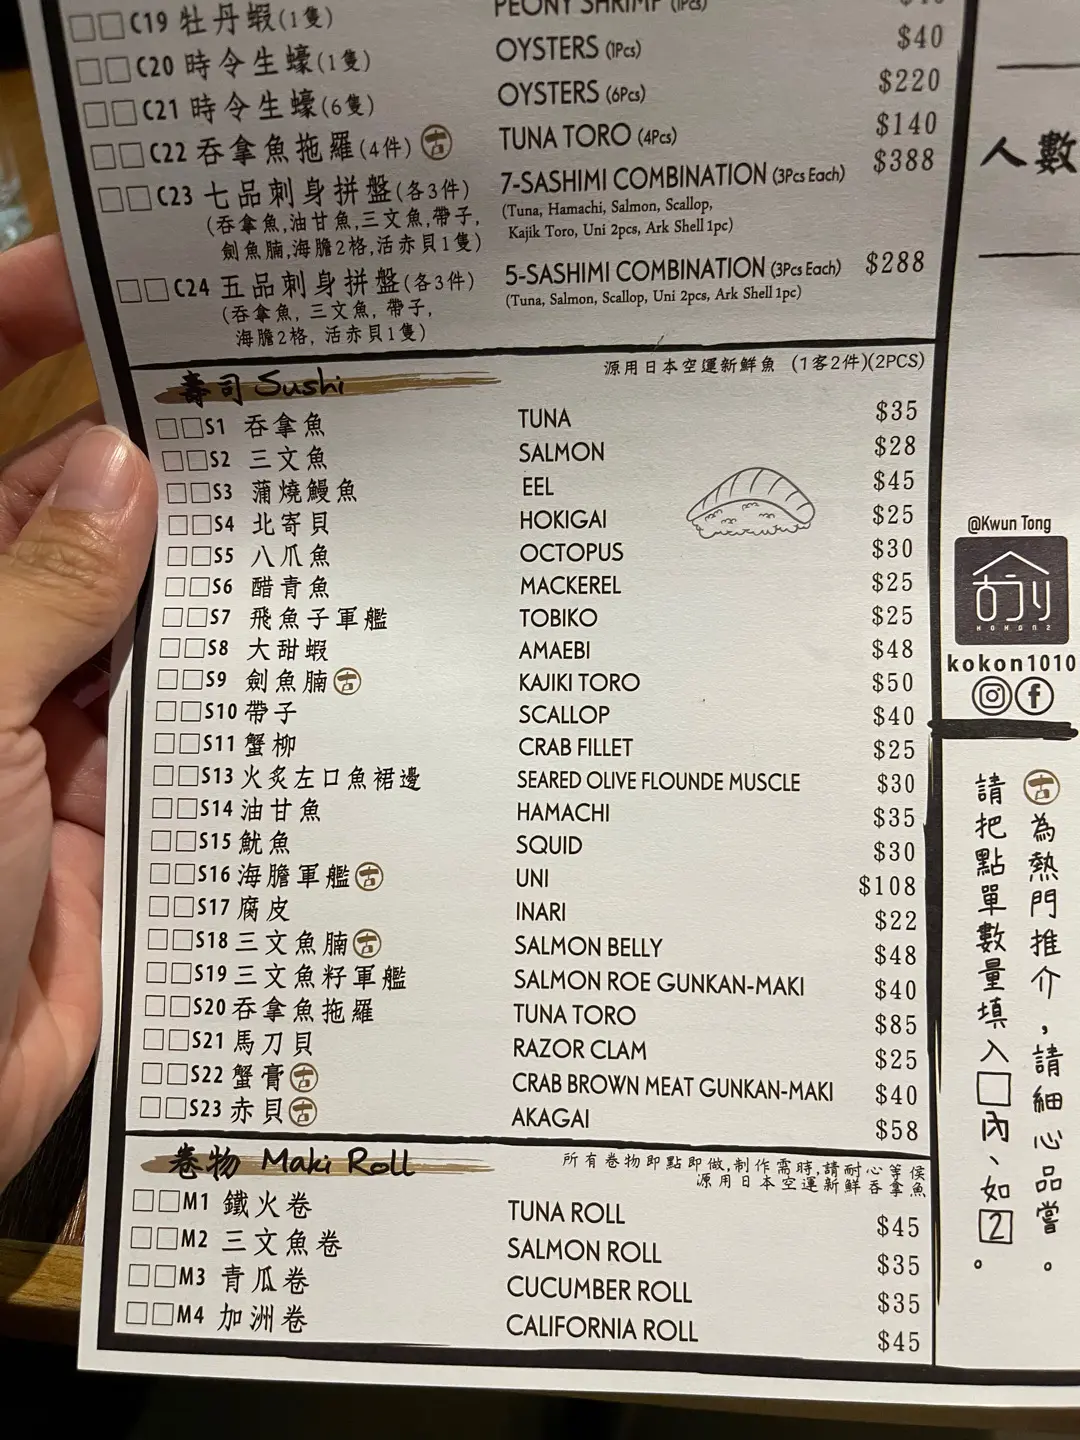 C19 牡丹蝦(1隻) PEONY SHRIMP (1Pcs)
C20 時令生蠔(1隻) OYSTERS (1Pcs) $40
C21 時令生蠔(6隻) OYSTERS (6Pcs) $220
C22 吞拿魚拖羅(4件) 古 TUNA TORO (4Pcs) $140
C23 七品刺身拼盤(各3件) 7-SASHIMI COMBINATION (3Pcs Each) $388
(吞拿魚,油甘魚,三文魚,帶子, (Tuna, Hamachi, Salmon, Scallop,
劍魚腩,海膽2格,活赤貝1隻) Kajik Toro, Uni 2pcs, Ark Shell 1pc)
C24 五品刺身拼盤(各3件) 5-SASHIMI COMBINATION (3Pcs Each) $288
(吞拿魚, 三文魚, 帶子, (Tuna, Salmon, Scallop, Uni 2pcs, Ark Shell 1pc)
海膽2格, 活赤貝1隻)
壽司 Sushi 源用日本空運新鮮魚 (1客2件)(2PCS)
S1 吞拿魚 TUNA $35
S2 三文魚 SALMON $28
S3 蒲燒鰻魚 EEL $45
S4 北寄貝 HOKIGAI $25
S5 八爪魚 OCTOPUS $30
S6 醋青魚 MACKEREL $25
S7 飛魚子軍艦 TOBIKO $25
S8 大甜蝦 AMAEBI $48
S9 劍魚腩 古 KAJIKI TORO $50
S10 帶子 SCALLOP $40
S11 蟹柳 CRAB FILLET $25
S13 火炙左口魚裙邊 SEARED OLIVE FLOUNDE MUSCLE $30
S14 油甘魚 HAMACHI $35
S15 魷魚 SQUID $30
S16 海膽軍艦 古 UNI $108
S17 腐皮 INARI $22
S18 三文魚腩 古 SALMON BELLY $48
S19 三文魚籽軍艦 SALMON ROE GUNKAN-MAKI $40
S20 吞拿魚拖羅 TUNA TORO $85
S21 馬刀貝 RAZOR CLAM $25
S22 蟹膏 古 CRAB BROWN MEAT GUNKAN-MAKI $40
S23 赤貝 古 AKAGAI $58
卷物 Maki Roll 所有卷物即點即做,制作需時,請耐心等侯
源用日本空運新鮮吞拿魚
M1 鐵火卷 TUNA ROLL $45
M2 三文魚卷 SALMON ROLL $35
M3 青瓜卷 CUCUMBER ROLL $35
M4 加洲卷 CALIFORNIA ROLL $45
人數
@Kwun Tong
kokon1010
古為熱門推介,請細心品嘗。
請把點單數量填入□內、如2。